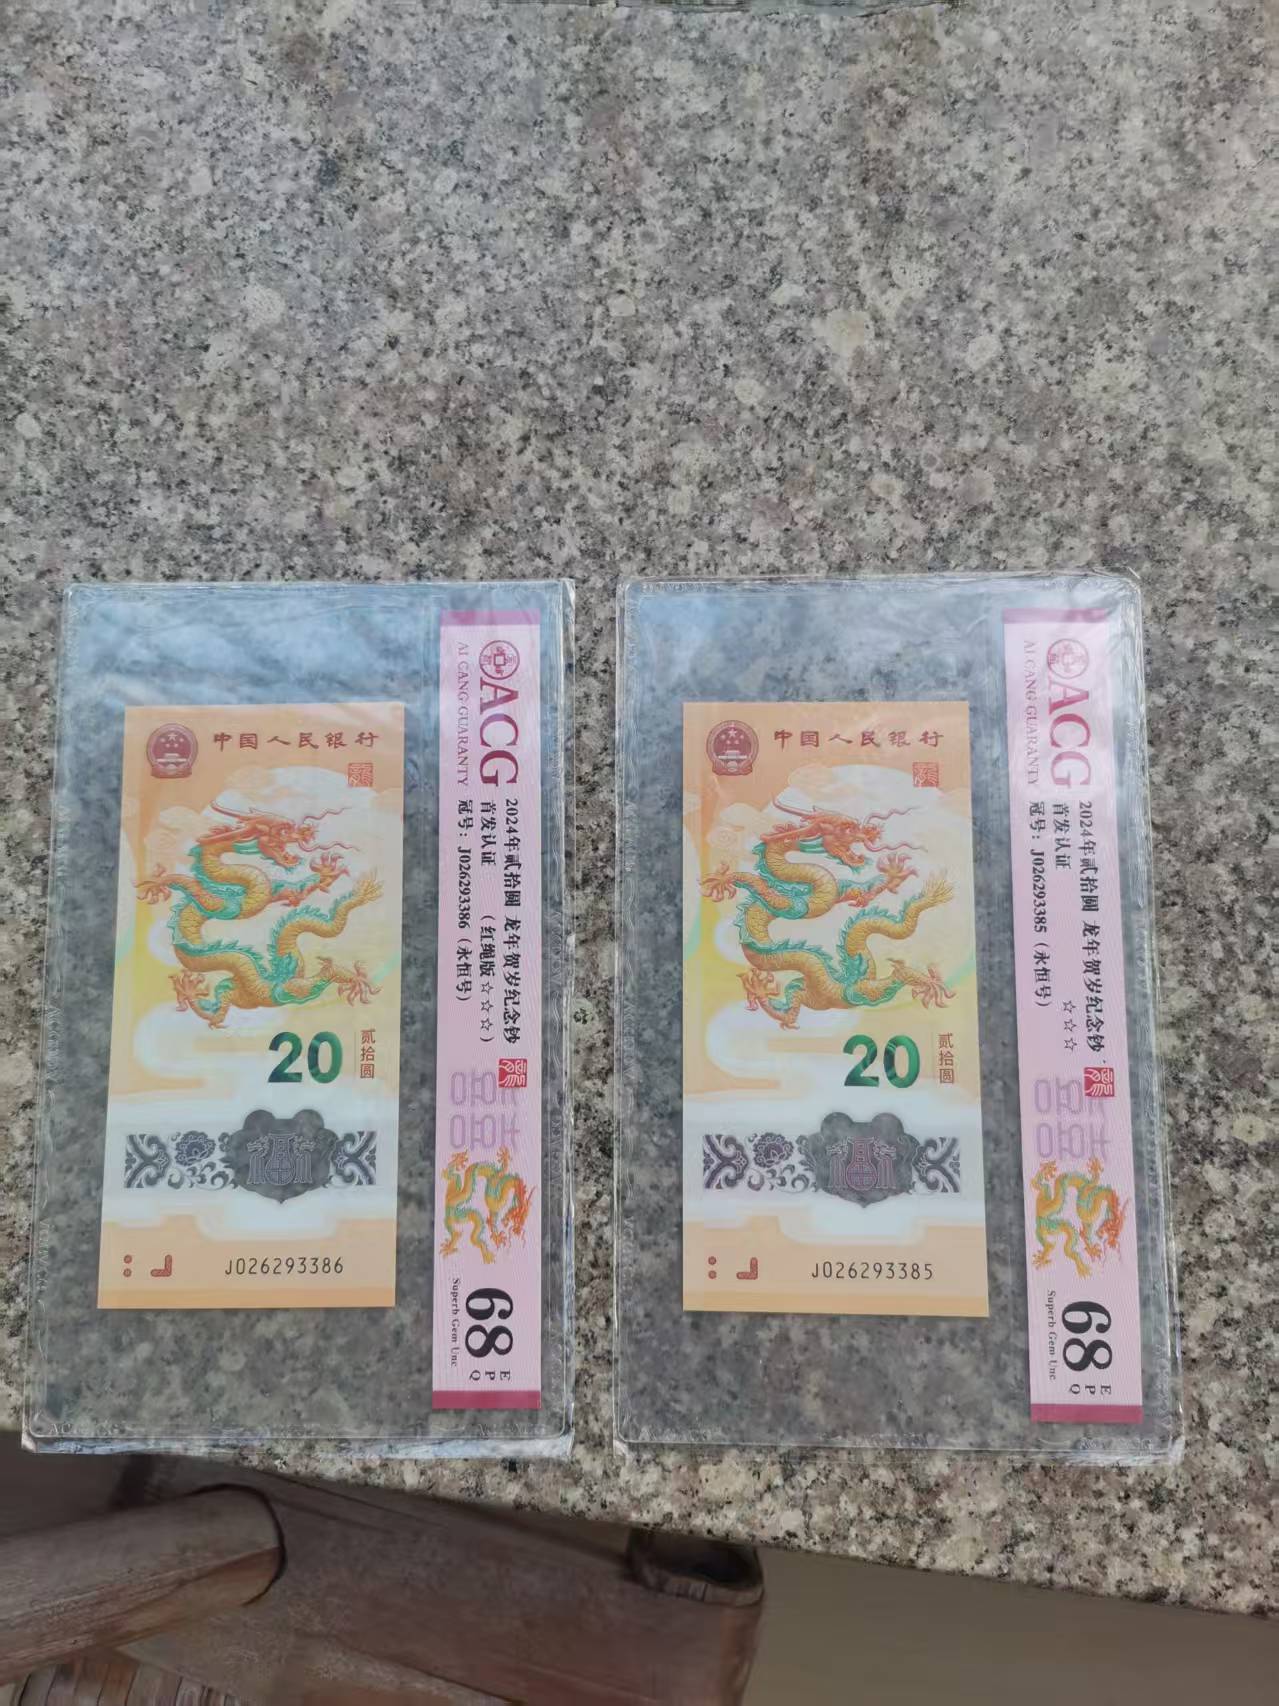 中国人民银行
20
贰拾圆
J026293386
ACG
AI CANG GUARANTY
2024年贰拾圆 龙年贺岁纪念钞
首发认证 (红绳版☆☆☆)
冠号:J026293386(永恒号)
68
EPQ
Superb Gem Unc
中国人民银行
20
贰拾圆
J026293385
ACG
AI CANG GUARANTY
2024年贰拾圆 龙年贺岁纪念钞
首发认证 ☆☆☆
冠号:J026293385(永恒号)
68
EPQ
Superb Gem Unc